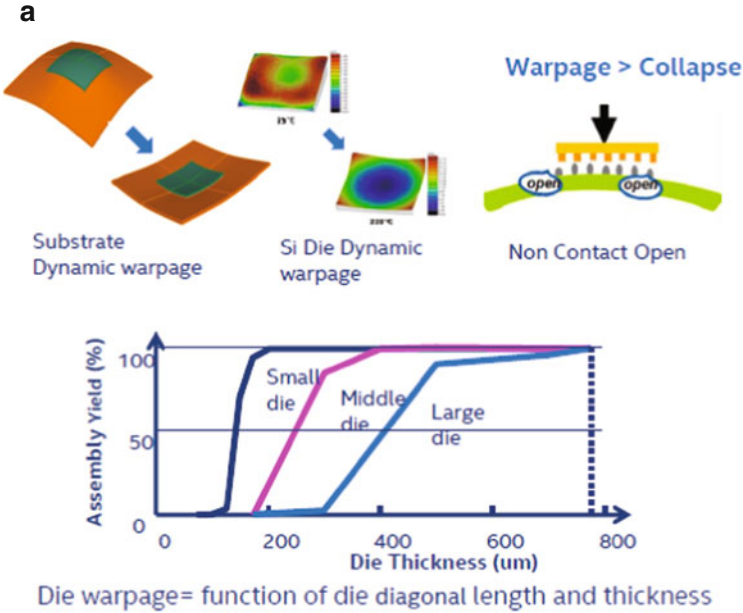 a
Warpage > Collapse
25°C
open
open
220°C
Substrate
Dynamic warpage
Si Die Dynamic
warpage
Non Contact Open
Assembly Yield (%)
100
50
0
Small
die
Middle
die
Large
die
0 200 400 600 800
Die Thickness (um)
Die warpage= function of die diagonal length and thickness